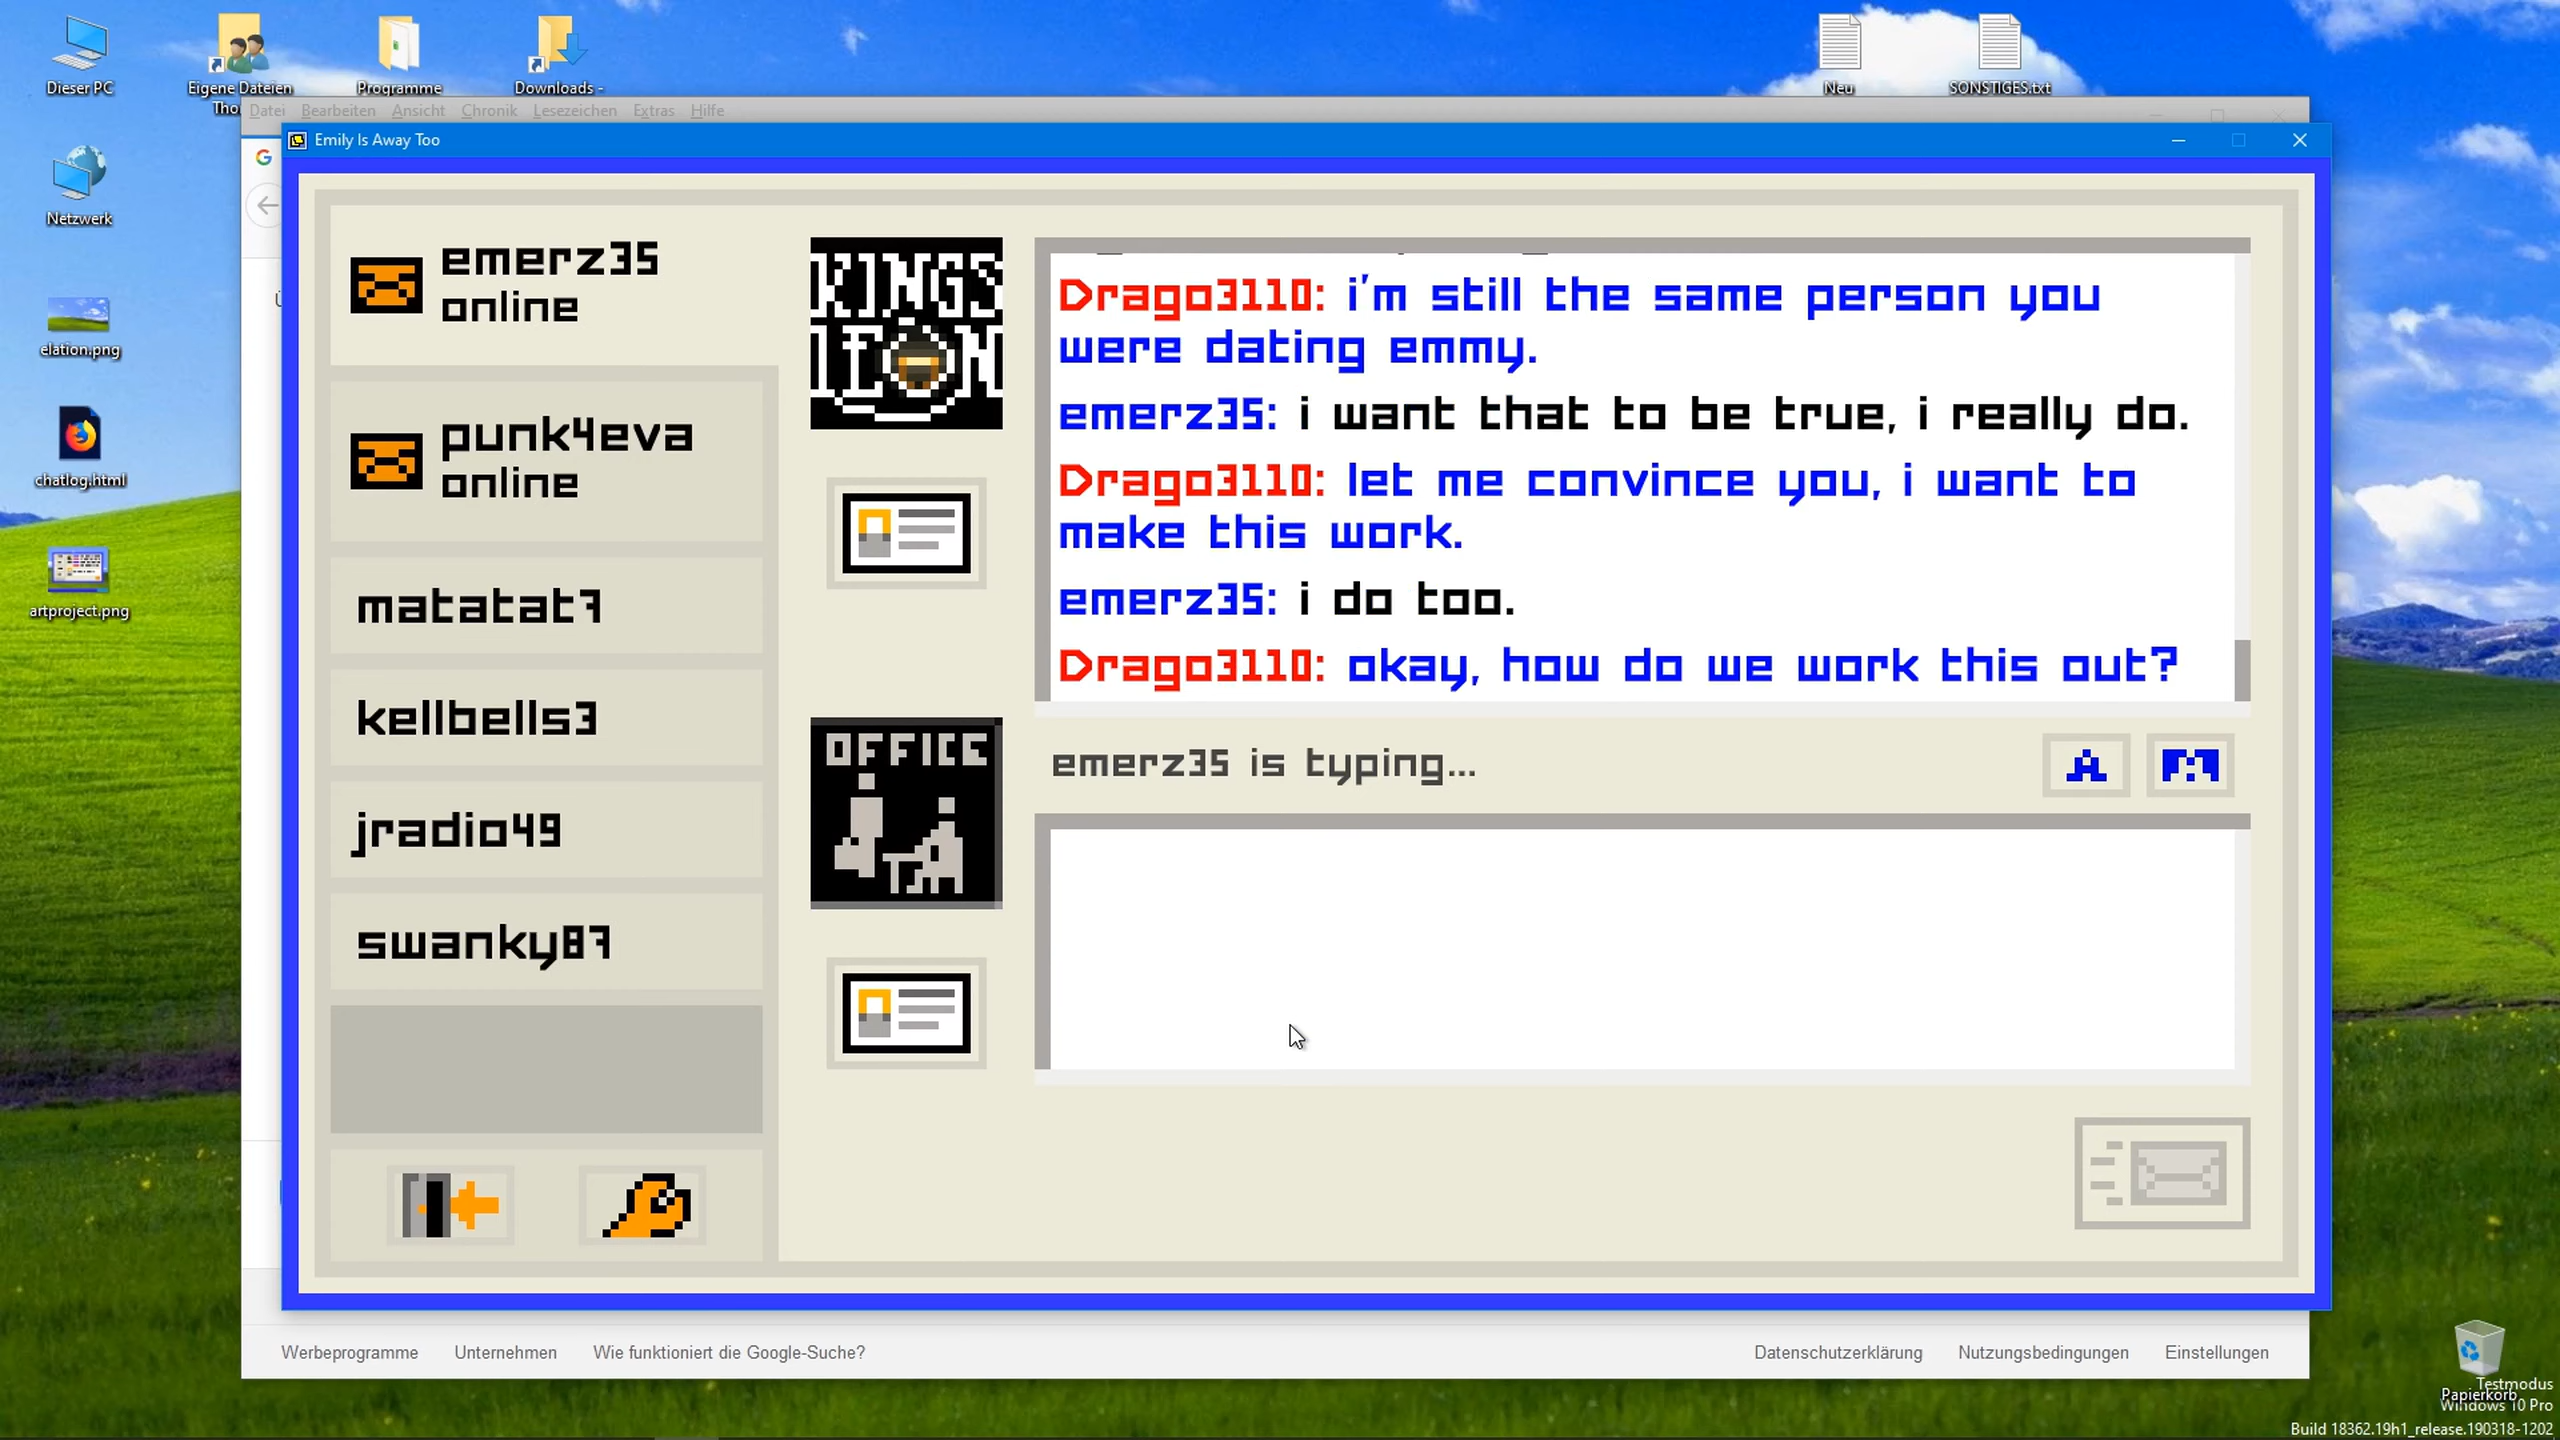 Dieser PC
Eigene Dateien
Tho
Programme
Downloads -
Neu
SONSTIGES.txt
Netzwerk
elation.png
chatlog.html
artproject.png
Datei Bearbeiten Ansicht Chronik Lesezeichen Extras Hilfe
Emily Is Away Too
emerz35
online
punk4eva
online
matatat7
kellbells3
jradio49
swanky87
KINGS
OFFICE
Drago3110: i'm still the same person you
were dating emmy.
emerz35: i want that to be true, i really do.
Drago3110: let me convince you, i want to
make this work.
emerz35: i do too.
Drago3110: okay, how do we work this out?
emerz35 is typing...
A
Werbeprogramme Unternehmen Wie funktioniert die Google-Suche?
Datenschutzerklärung Nutzungsbedingungen Einstellungen
Papierkorb
Testmodus
Windows 10 Pro
Build 18362.19h1_release.190318-1202